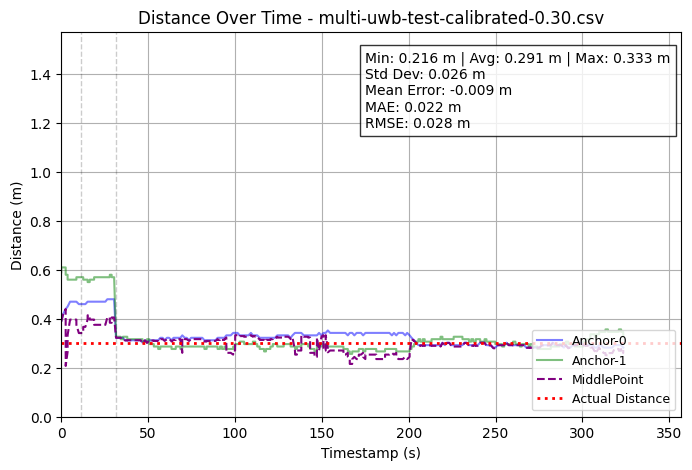 Distance Over Time - multi-uwb-test-calibrated-0.30.csv
Min: 0.216 m | Avg: 0.291 m | Max: 0.333 m
Std Dev: 0.026 m
Mean Error: -0.009 m
MAE: 0.022 m
RMSE: 0.028 m
Distance (m)
1.4
1.2
1.0
0.8
0.6
0.4
0.2
0.0
Anchor-0
Anchor-1
MiddlePoint
Actual Distance
0 50 100 150 200 250 300 350
Timestamp (s)